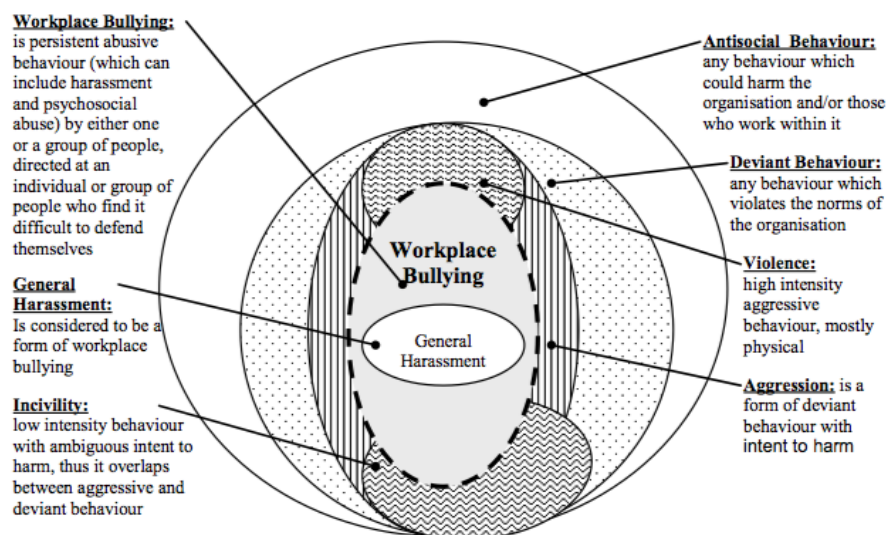 Workplace Bullying:
is persistent abusive
behaviour (which can
include harassment
and psychosocial
abuse) by either one
or a group of people,
directed at an
individual or group of
people who find it
difficult to defend
themselves
General
Harassment:
Is considered to be a
form of workplace
bullying
Incivility:
low intensity behaviour
with ambiguous intent to
harm, thus it overlaps
between aggressive and
deviant behaviour
Workplace
Bullying
General
Harassment
Antisocial Behaviour:
any behaviour which
could harm the
organisation and/or those
who work within it
Deviant Behaviour:
any behaviour which
violates the norms of
the organisation
Violence:
high intensity
aggressive
behaviour, mostly
physical
Aggression: is a
form of deviant
behaviour with
intent to harm